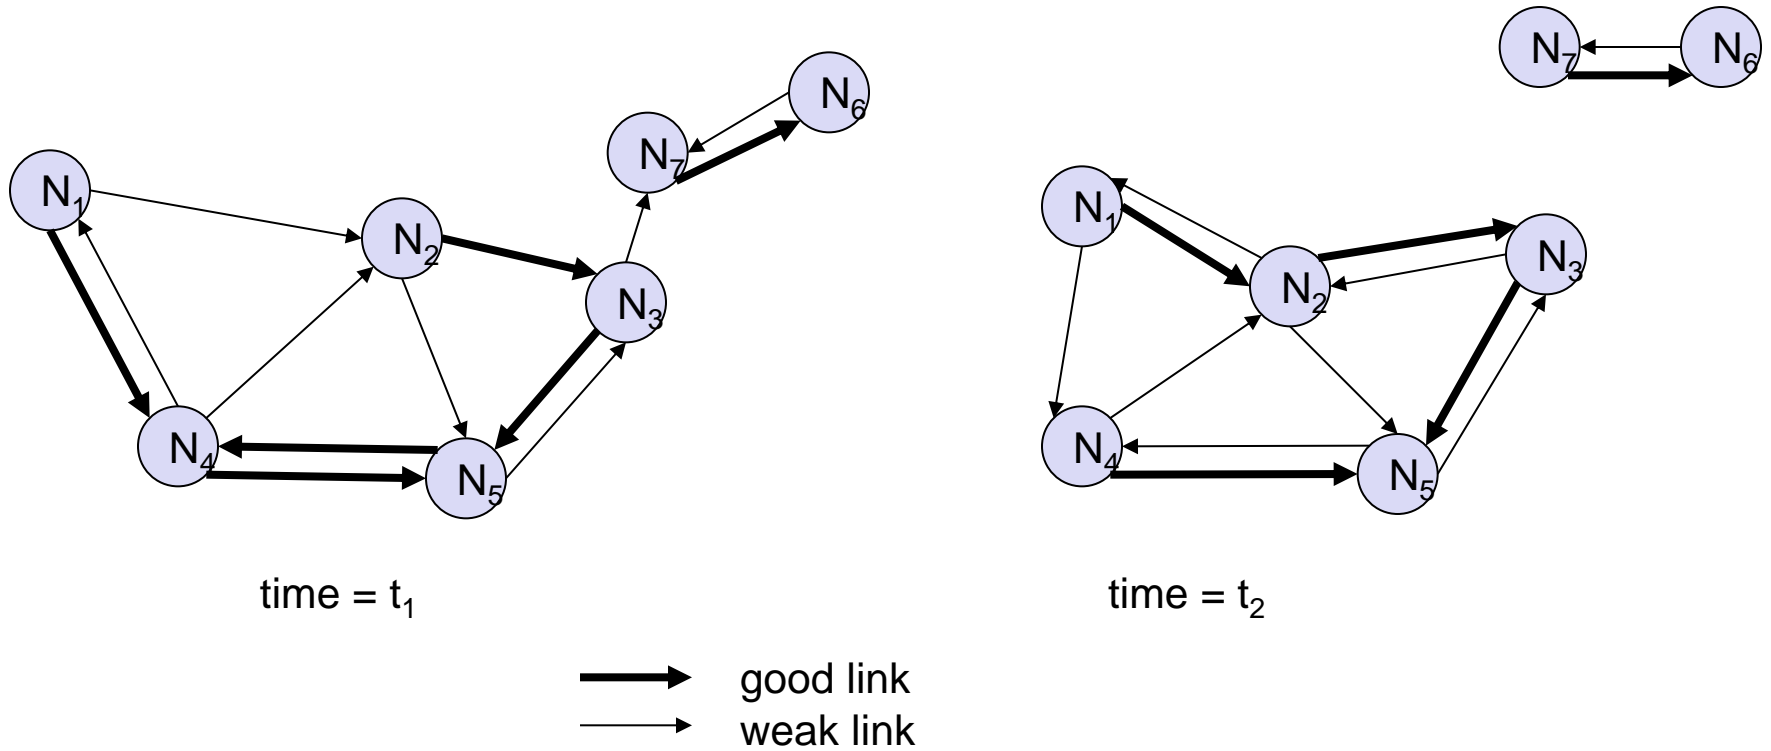 N7
N6
N6
N7
N1
N2
N3
N4
N5
N1
N3
N2
N4
N5
time = t1
time = t2
good link
weak link